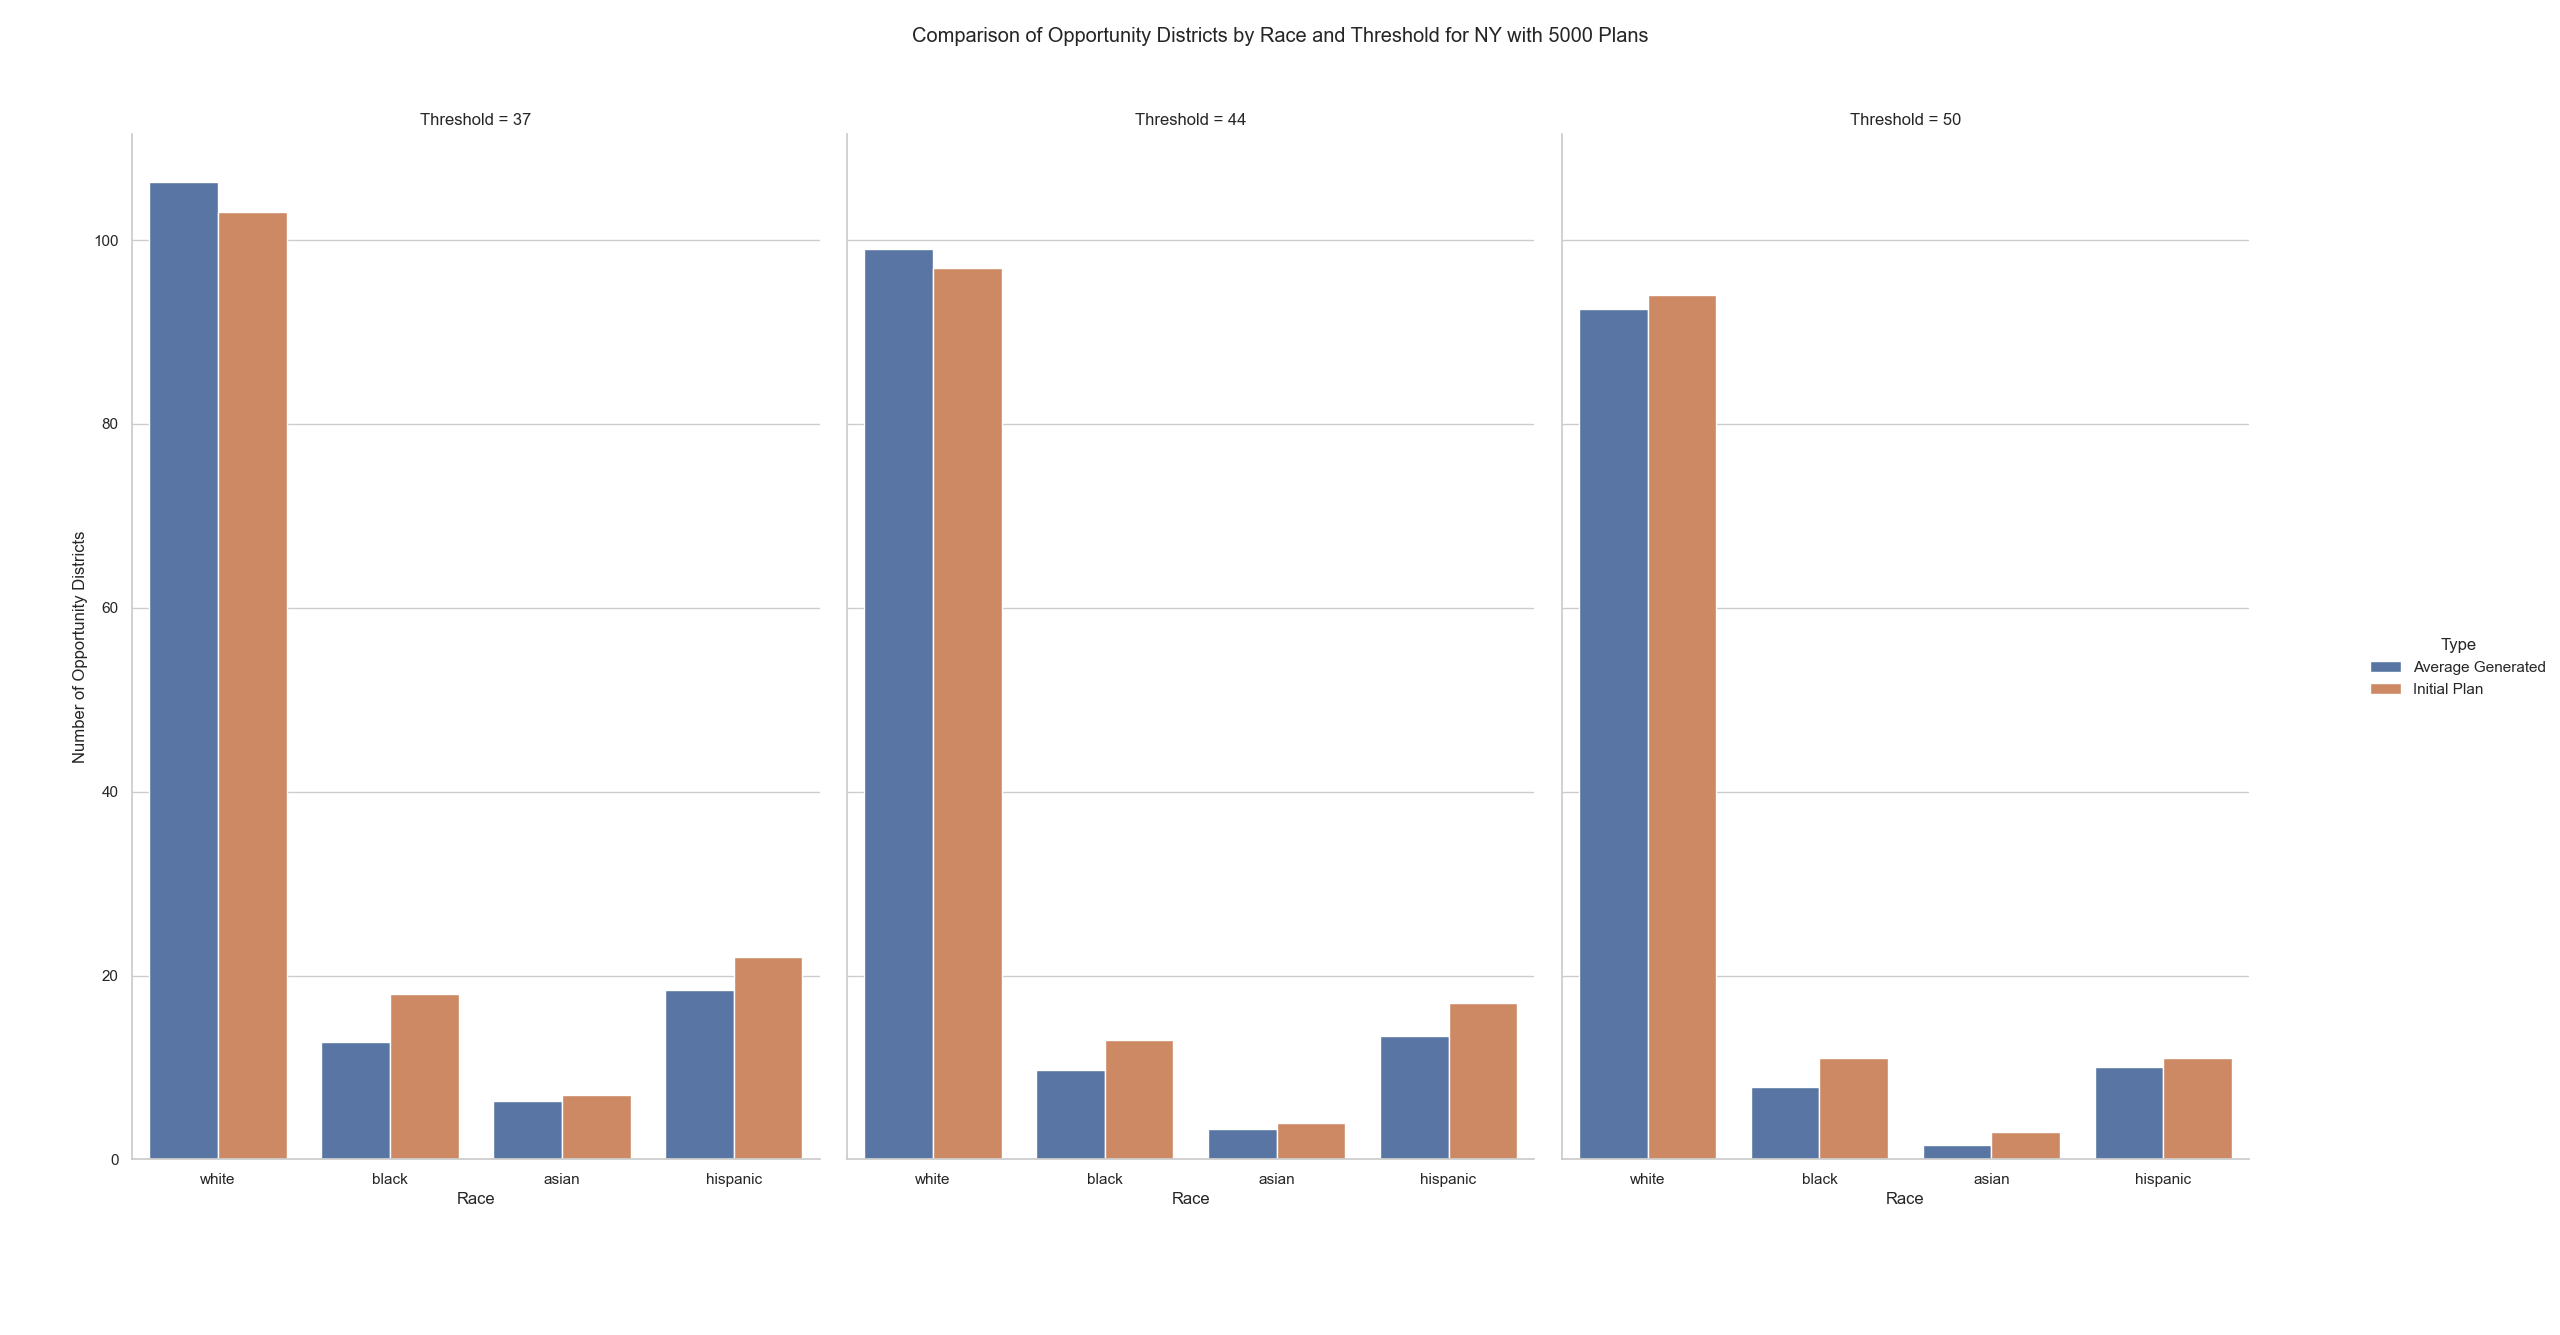 Comparison of Opportunity Districts by Race and Threshold for NY with 5000 Plans
Threshold = 37
Threshold = 44
Threshold = 50
Number of Opportunity Districts
100
80
60
40
20
0
white black asian hispanic
Race
white black asian hispanic
Race
white black asian hispanic
Race
Type
Average Generated
Initial Plan